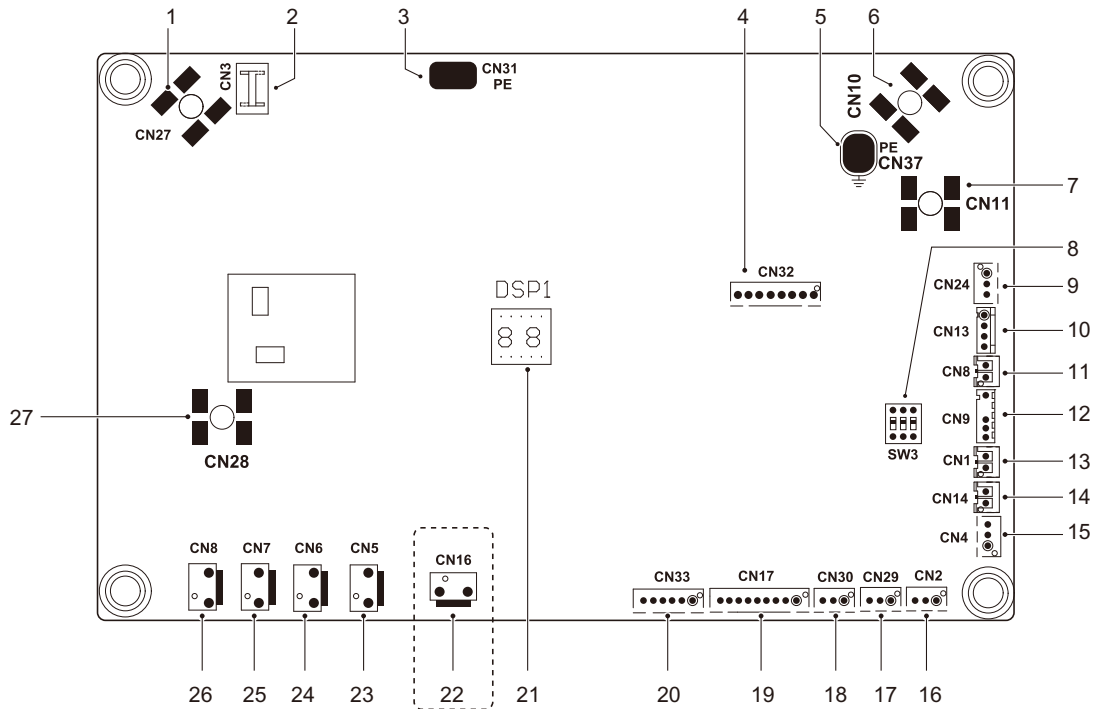 1 2 3 4 5 6
CN3
CN31
PE
CN27
CN10
PE
CN37
7
CN11
8
CN32
CN24 9
DSP1
CN13 10
CN8 11
CN9 12
27
SW3
CN28
CN1 13
CN14 14
CN4 15
CN8 CN7 CN6 CN5 CN16
CN33 CN17 CN30 CN29 CN2
26 25 24 23 22 21 20 19 18 17 16